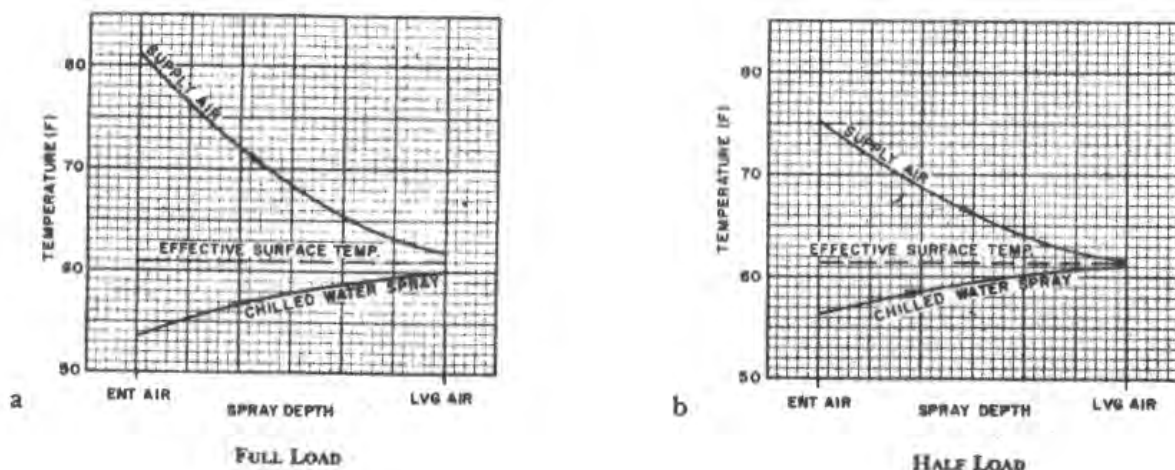 80
70
60
50
TEMPERATURE (F)
SUPPLY AIR
EFFECTIVE SURFACE TEMP.
CHILLED WATER SPRAY
ENT AIR
LVG AIR
SPRAY DEPTH
a
FULL LOAD
80
70
60
50
TEMPERATURE (F)
SUPPLY AIR
EFFECTIVE SURFACE TEMP.
CHILLED WATER SPRAY
ENT AIR
LVG AIR
SPRAY DEPTH
b
HALF LOAD